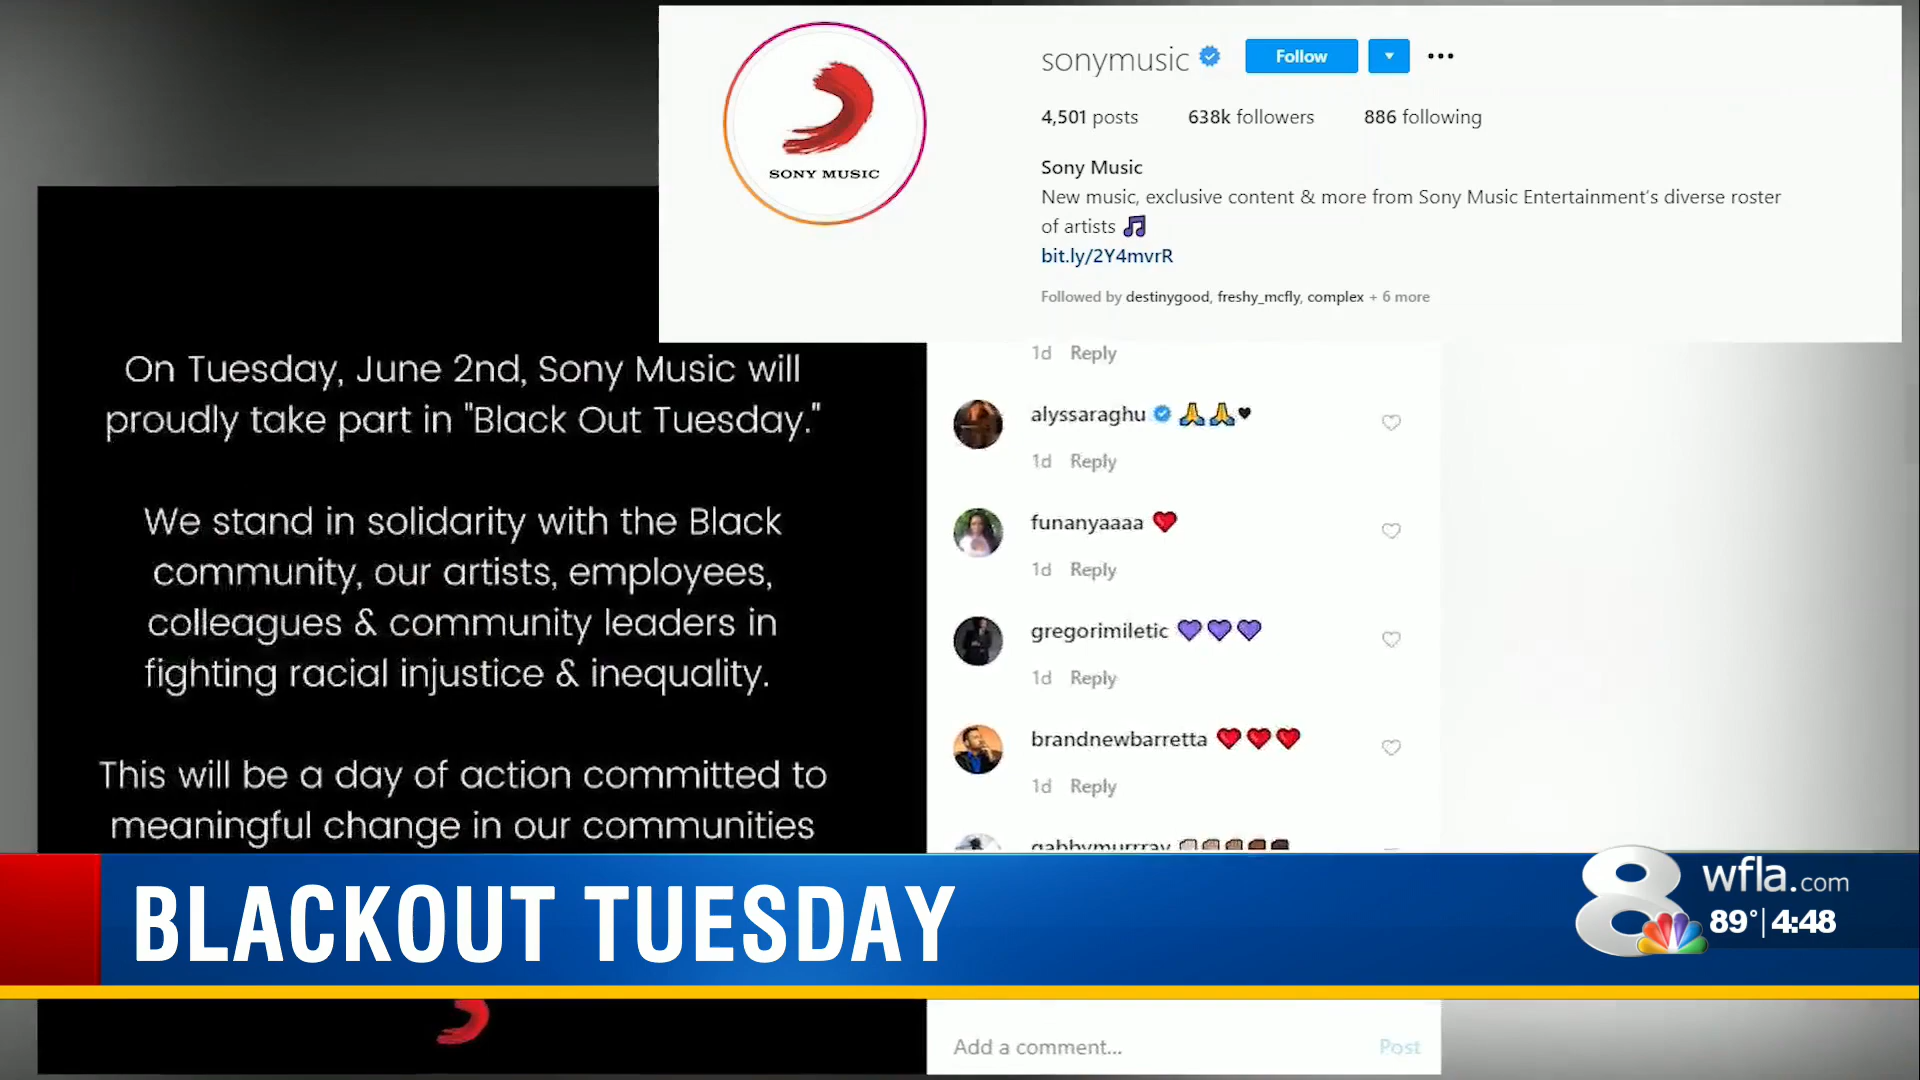 sonymusic
Follow
4,501 posts 638k followers 886 following
Sony Music
New music, exclusive content & more from Sony Music Entertainment's diverse roster
of artists 🎵
bit.ly/2Y4mvrR
Followed by destinygood, freshy_mcfly, complex + 6 more
SONY MUSIC
On Tuesday, June 2nd, Sony Music will
proudly take part in "Black Out Tuesday."
We stand in solidarity with the Black
community, our artists, employees,
colleagues & community leaders in
fighting racial injustice & inequality.
This will be a day of action committed to
meaningful change in our communities
1d Reply
alyssaraghu 🙏🙏🖤
1d Reply
funanyaaaa ❤️
1d Reply
gregorimiletic 💜💜💜
1d Reply
brandnewbarretta ❤️❤️❤️
1d Reply
gabbymurrray
BLACKOUT TUESDAY
8
wfla.com
89° 4:48
Add a comment...
Post